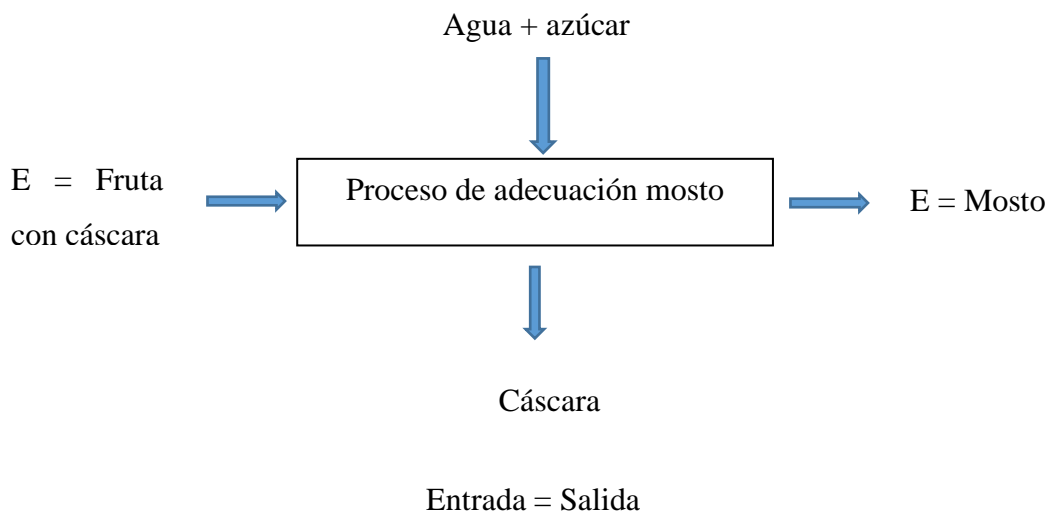 Agua + azúcar
E = Fruta
con cáscara
Proceso de adecuación mosto
E = Mosto
Cáscara
Entrada = Salida